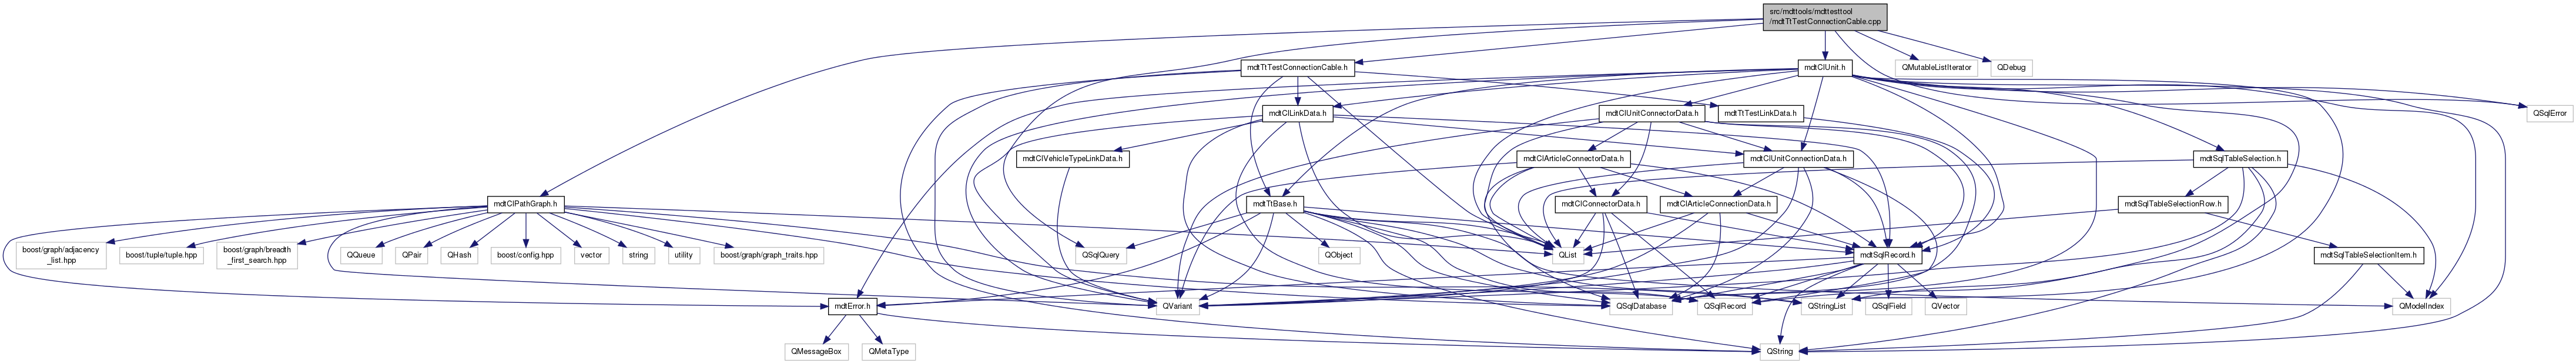 src/mdttools/mdttesttool
/mdtTtTestConnectionCable.cpp
mdtTtTestConnectionCable.h
mdtClUnit.h
QMutableListIterator
QDebug
mdtClLinkData.h
mdtClUnitConnectorData.h
mdtTtTestLinkData.h
QSqlError
mdtClVehicleTypeLinkData.h
mdtClArticleConnectorData.h
mdtClUnitConnectionData.h
mdtSqlTableSelection.h
mdtClPathGraph.h
mdtTtBase.h
mdtClConnectorData.h
mdtClArticleConnectionData.h
mdtSqlTableSelectionRow.h
boost/graph/adjacency
_list.hpp
boost/tuple/tuple.hpp
boost/graph/breadth
_first_search.hpp
QQueue
QPair
QHash
boost/config.hpp
vector
string
utility
boost/graph/graph_traits.hpp
QSqlQuery
QObject
QList
mdtSqlRecord.h
mdtSqlTableSelectionItem.h
mdtError.h
QVariant
QSqlDatabase
QSqlRecord
QStringList
QSqlField
QVector
QModelIndex
QMessageBox
QMetaType
QString